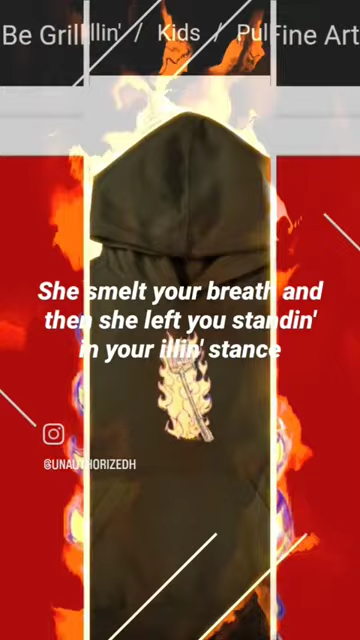 Be Grillin' / Kids / Pul Fine Art
She smelt your breath and
then she left you standin'
in your illin' stance
@UNAUTHORIZEDH